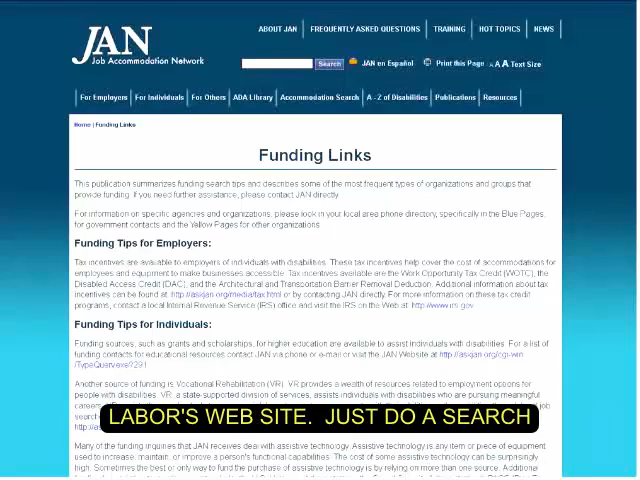 ABOUT JAN FREQUENTLY ASKED QUESTIONS TRAINING HOT TOPICS NEWS
JAN
Job Accommodation Network
Search JAN en Español Print this Page A A A Text Size
For Employers For Individuals For Others ADA Library Accommodation Search A - Z of Disabilities Publications Resources
Home | Funding Links
Funding Links
This publication summarizes funding search tips and describes some of the most frequent types of organizations and groups that
provide funding. If you need further assistance, please contact JAN directly.
For information on specific agencies and organizations, please look in your local area phone directory, specifically in the Blue Pages,
for government contacts and the Yellow Pages for other organizations.
Funding Tips for Employers:
Tax incentives are available to employers of individuals with disabilities. These tax incentives help cover the cost of accommodations for
employees and equipment to make businesses accessible. Tax incentives available are the Work Opportunity Tax Credit (WOTC), the
Disabled Access Credit (DAC), and the Architectural and Transportation Barrier Removal Deduction. Additional information about tax
incentives can be found at: http://askjan.org/media/tax.html or by contacting JAN directly. For more information on these tax credit
programs, contact a local Internal Revenue Service (IRS) office and visit the IRS on the Web at: http://www.irs.gov
Funding Tips for Individuals:
Funding sources, such as grants and scholarships, for higher education are available to assist individuals with disabilities. For a list of
funding contacts for educational resources contact JAN via phone or e-mail or visit the JAN Website at http://askjan.org/cgi-win
/TypeQuery.exe?291
Another source of funding is Vocational Rehabilitation (VR). VR provides a wealth of resources related to employment options for
people with disabilities. VR, a state-supported division of services, assists individuals with disabilities who are pursuing meaningful
LABOR'S WEB SITE. JUST DO A SEARCH
Many of the funding inquiries that JAN receives deal with assistive technology. Assistive technology is any item or piece of equipment
used to increase, maintain, or improve a person's functional capabilities. The cost of some assistive technology can be surprisingly
high. Sometimes the best or only way to fund the purchase of assistive technology is by relying on more than one source. Additional